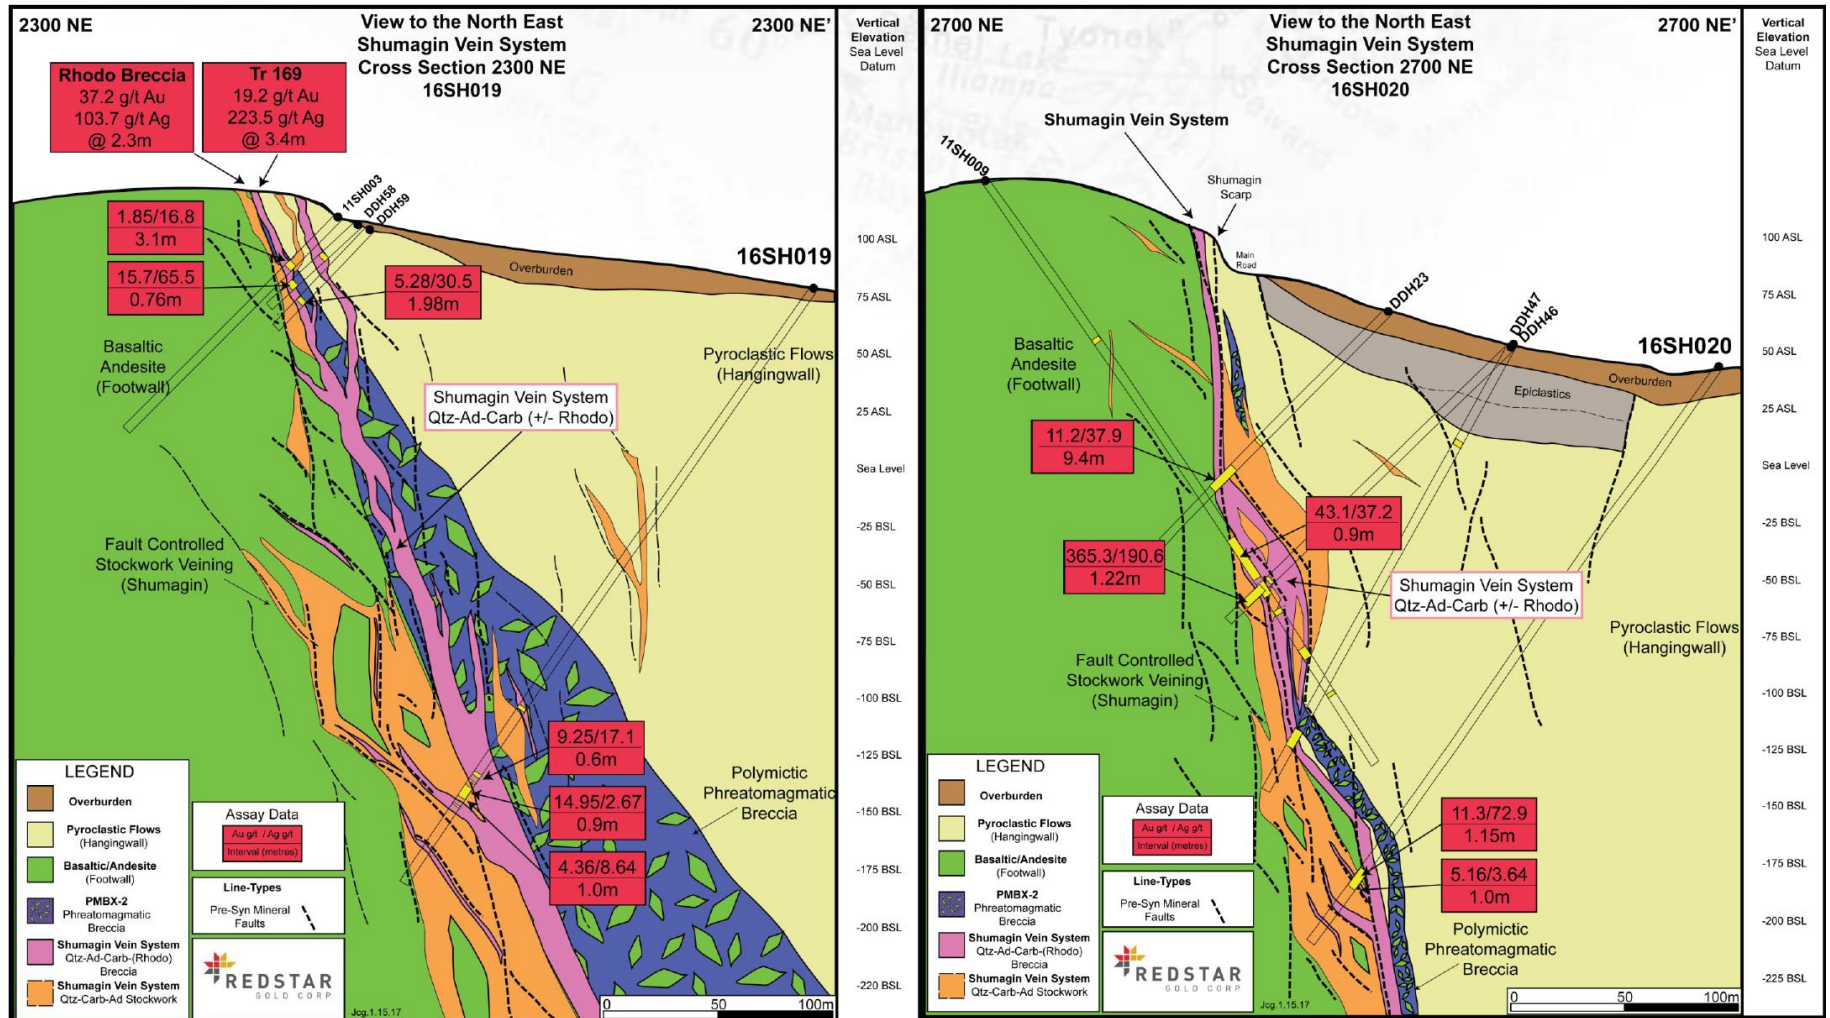 2300 NE
View to the North East
Shumagin Vein System
Cross Section 2300 NE
16SH019
2300 NE'
Vertical
Elevation
Sea Level
Datum
Rhodo Breccia
37.2 g/t Au
103.7 g/t Ag
@ 2.3m
Tr 169
19.2 g/t Au
223.5 g/t Ag
@ 3.4m
11SH003
DDH58
DDH59
1.85/16.8
3.1m
15.7/65.5
0.76m
5.28/30.5
1.98m
Overburden
16SH019
Basaltic
Andesite
(Footwall)
Pyroclastic Flows
(Hangingwall)
Shumagin Vein System
Qtz-Ad-Carb (+/- Rhodo)
Fault Controlled
Stockwork Veining
(Shumagin)
9.25/17.1
0.6m
14.95/2.67
0.9m
4.36/8.64
1.0m
Polymictic
Phreatomagmatic
Breccia
100 ASL
75 ASL
50 ASL
25 ASL
Sea Level
-25 BSL
-50 BSL
-75 BSL
-100 BSL
-125 BSL
-150 BSL
-175 BSL
-200 BSL
-220 BSL
LEGEND
Overburden
Pyroclastic Flows
(Hangingwall)
Basaltic/Andesite
(Footwall)
PMBX-2
Phreatomagmatic
Breccia
Shumagin Vein System
Qtz-Ad-Carb-(Rhodo)
Breccia
Shumagin Vein System
Qtz-Carb-Ad Stockwork
Assay Data
Au g/t / Ag g/t
Interval (metres)
Line-Types
Pre-Syn Mineral
Faults
REDSTAR
GOLD CORP
Jcg.1.15.17
0 50 100m
2700 NE
View to the North East
Shumagin Vein System
Cross Section 2700 NE
16SH020
2700 NE'
Vertical
Elevation
Sea Level
Datum
Shumagin Vein System
11SH009
Shumagin
Scarp
Main
Road
DDH23
DDH47
DDH46
16SH020
Overburden
Epiclastics
Basaltic
Andesite
(Footwall)
11.2/37.9
9.4m
43.1/37.2
0.9m
365.3/190.6
1.22m
Shumagin Vein System
Qtz-Ad-Carb (+/- Rhodo)
Pyroclastic Flows
(Hangingwall)
Fault Controlled
Stockwork Veining
(Shumagin)
11.3/72.9
1.15m
5.16/3.64
1.0m
Polymictic
Phreatomagmatic
Breccia
100 ASL
75 ASL
50 ASL
25 ASL
Sea Level
-25 BSL
-50 BSL
-75 BSL
-100 BSL
-125 BSL
-150 BSL
-175 BSL
-200 BSL
-225 BSL
LEGEND
Overburden
Pyroclastic Flows
(Hangingwall)
Basaltic/Andesite
(Footwall)
PMBX-2
Phreatomagmatic
Breccia
Shumagin Vein System
Qtz-Ad-Carb-(Rhodo)
Breccia
Shumagin Vein System
Qtz-Carb-Ad Stockwork
Assay Data
Au g/t / Ag g/t
Interval (metres)
Line-Types
Pre-Syn Mineral
Faults
REDSTAR
GOLD CORP
Jcg.1.15.17
0 50 100m